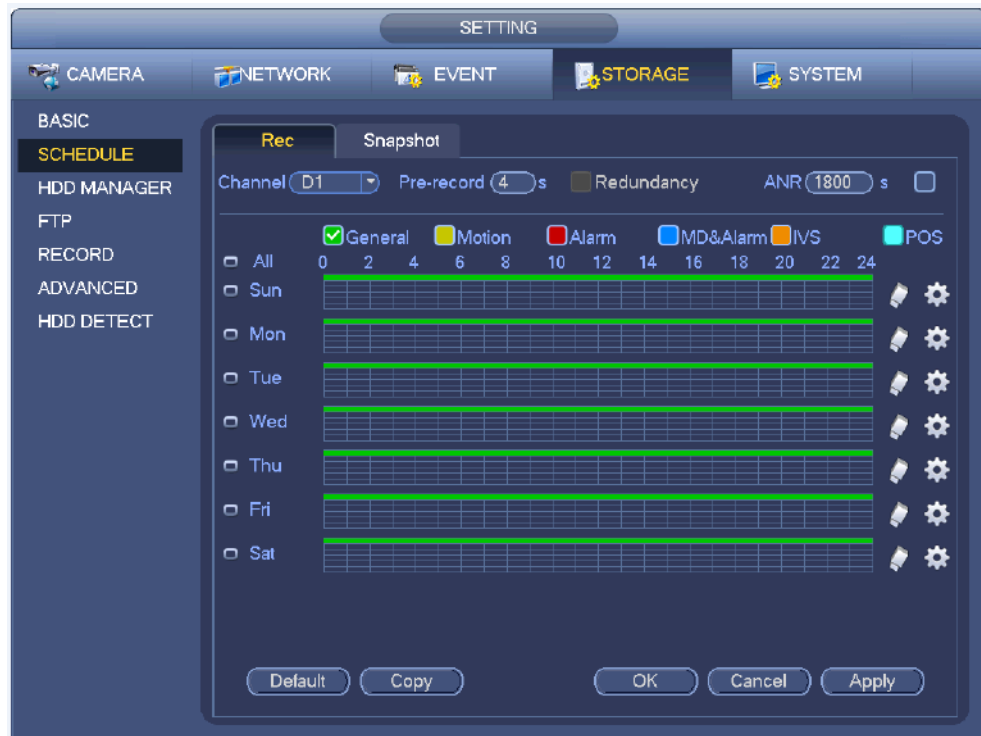 SETTING
CAMERA NETWORK EVENT STORAGE SYSTEM
BASIC
SCHEDULE
HDD MANAGER
FTP
RECORD
ADVANCED
HDD DETECT
Rec Snapshot
Channel D1 Pre-record 4 s Redundancy ANR 1800 s
General Motion Alarm MD&Alarm IVS POS
All 0 2 4 6 8 10 12 14 16 18 20 22 24
Sun
Mon
Tue
Wed
Thu
Fri
Sat
Default Copy OK Cancel Apply